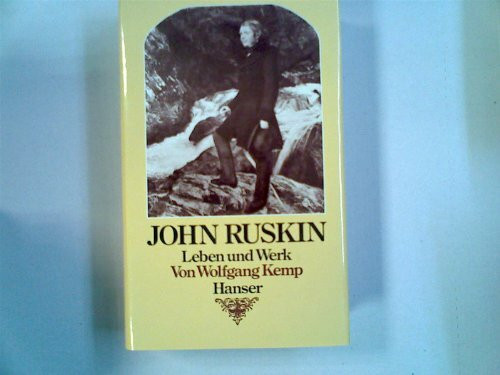 JOHN RUSKIN
Leben und Werk
Von Wolfgang Kemp
Hanser